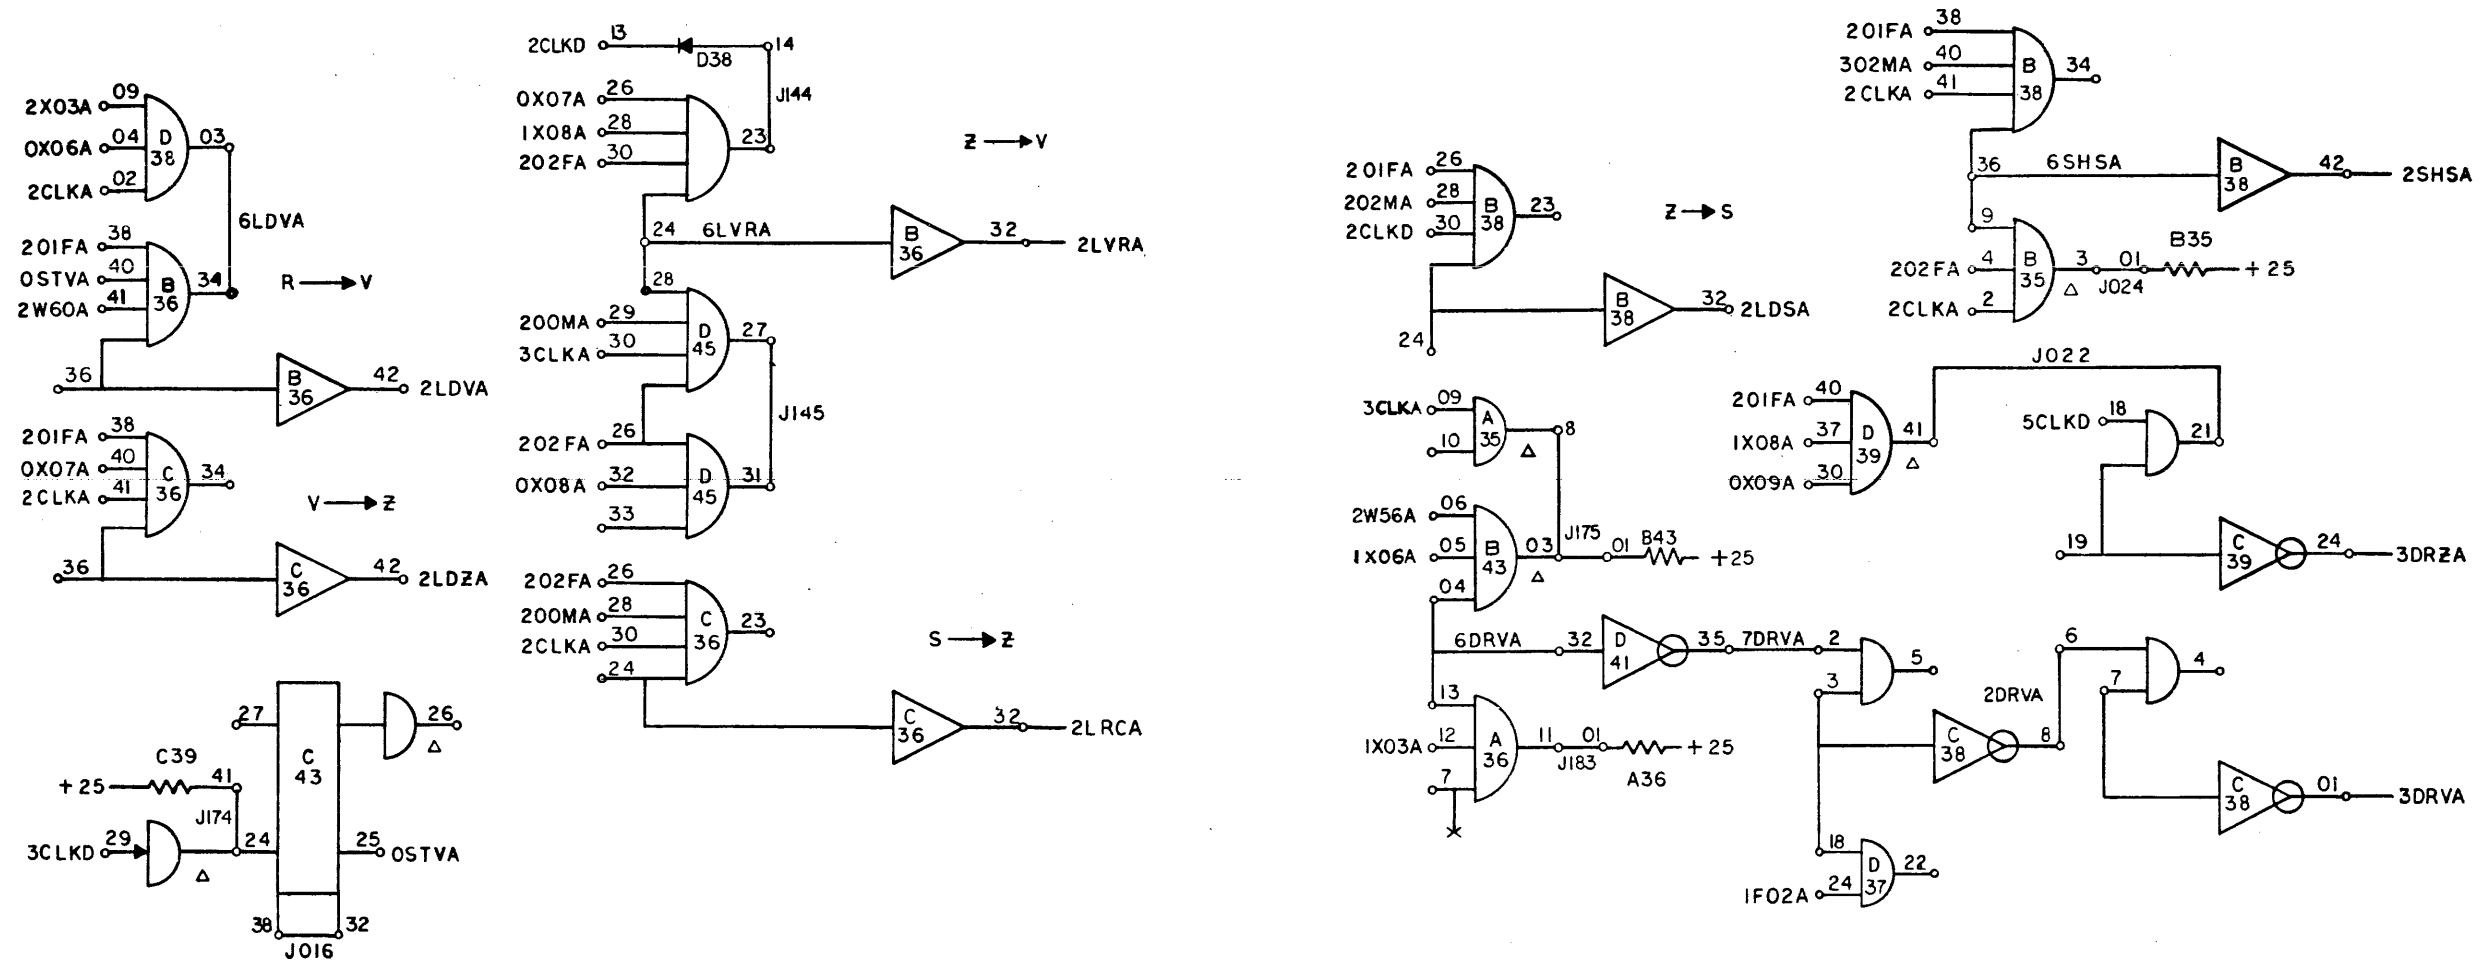 2X03A 09
0X06A 04
2CLKA 02
D 38
03
6LDVA
201FA 38
0STVA 40
2W60A 41
B 36
34
R → V
36
B 36
42 2LDVA
201FA 38
0X07A 40
2CLKA 41
C 36
34
V → Z
36
C 36
42 2LDZA
27
C 43
26
△
C39
+25
41
J174
3CLKD 29
△
24
25 0STVA
38
32
J016
2CLKD 13
D38
14
J144
0X07A 26
1X08A 28
202FA 30
23
Z → V
24
6LVRA
B 36
32 2LVRA
28
200MA 29
3CLKA 30
D 45
27
J145
202FA 26
0X08A 32
33
D 45
31
202FA 26
200MA 28
2CLKA 30
24
C 36
23
S → Z
C 36
32 2LRCA
201FA 26
202MA 28
2CLKD 30
B 38
23
Z → S
24
B 38
32 2LDSA
3CLKA 09
10
A 35
△
8
2W56A 06
1X06A 05
04
B 43
03
△
J175
01
B43
+25
6DRVA 32
D 41
35 7DRVA 2
3
5
13
1X03A 12
7
A 36
11
J183
01
A36
+25
C 38
2DRVA
8
6
7
4
C 38
01 3DRVA
18
1F02A 24
D 37
22
201FA 38
302MA 40
2CLKA 41
B 38
34
36
6SHSA
B 38
42 2SHSA
9
202FA 4
2CLKA 2
B 35
3
△
J024
01
B35
+25
J022
201FA 40
1X08A 37
0X09A 30
D 39
41
△
5CLKD 18
21
19
C 39
24 3DRZA